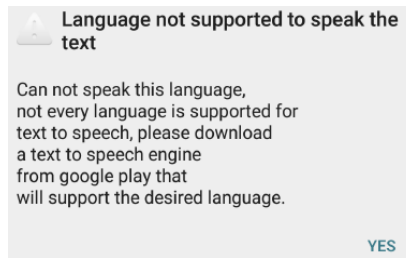 Language not supported to speak the
text
Can not speak this language,
not every language is supported for
text to speech, please download
a text to speech engine
from google play that
will support the desired language.
YES